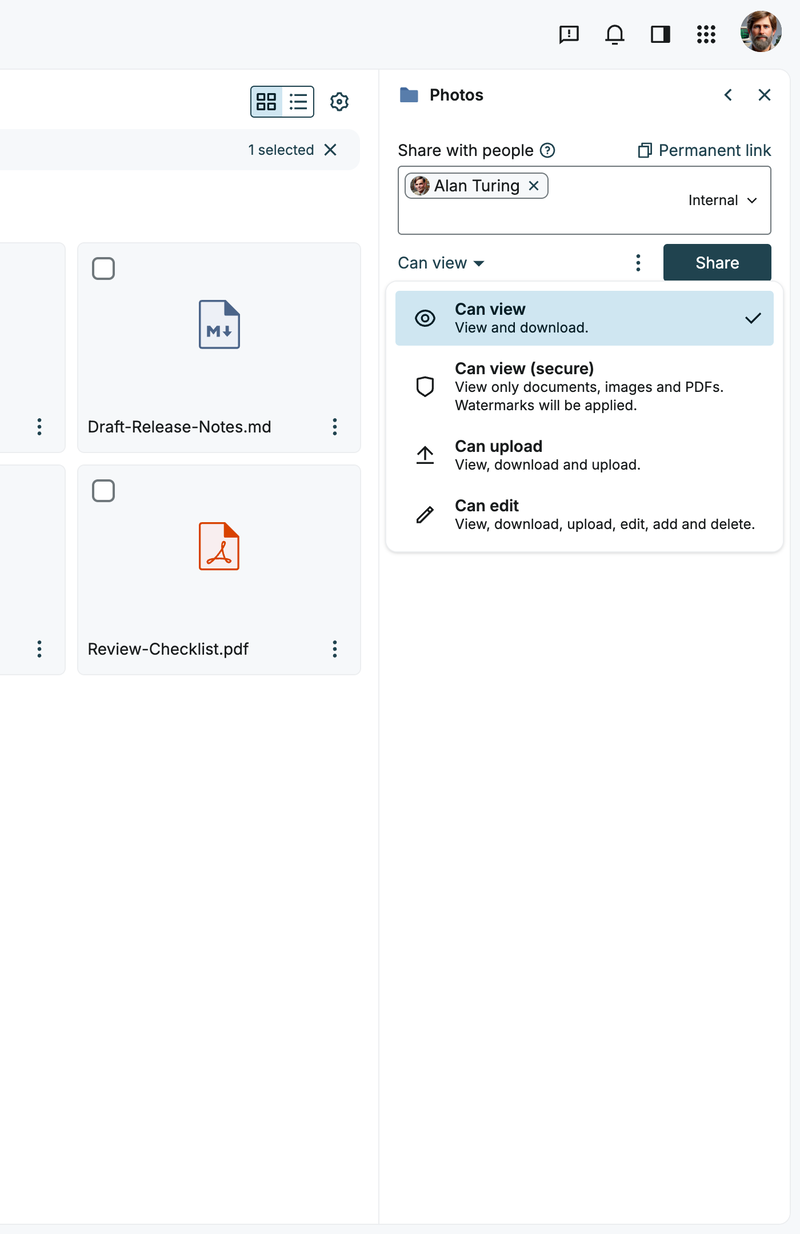 Photos
1 selected
Share with people
Permanent link
Alan Turing
Internal
Can view
Share
Can view
View and download.
Can view (secure)
View only documents, images and PDFs.
Watermarks will be applied.
Can upload
View, download and upload.
Can edit
View, download, upload, edit, add and delete.
M
Draft-Release-Notes.md
Review-Checklist.pdf